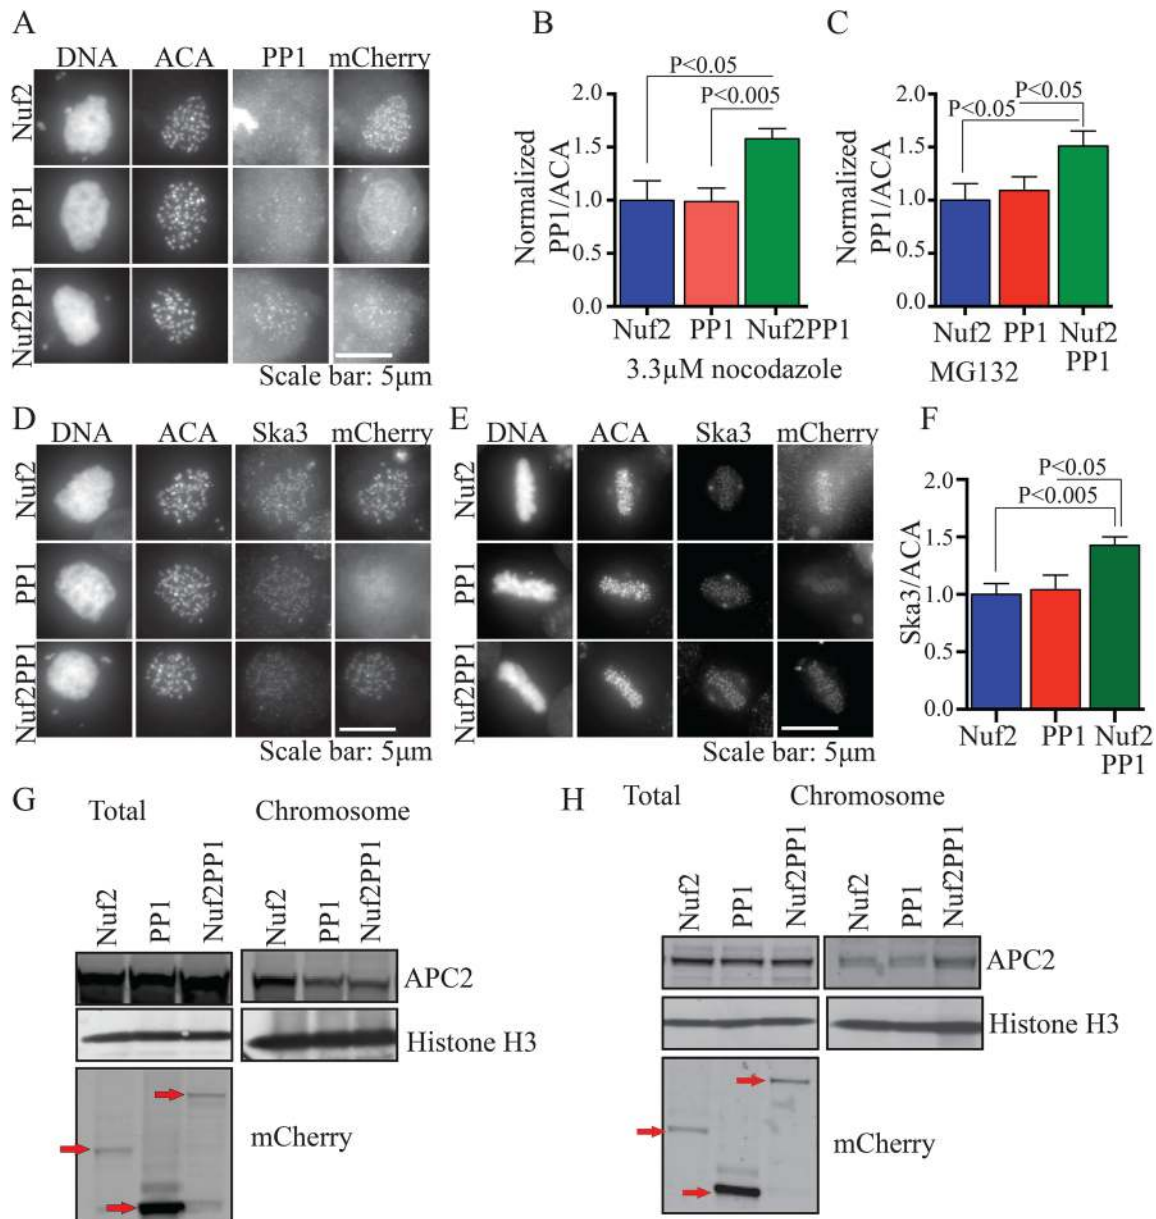 A
DNA ACA PP1 mCherry
Nuf2
PP1
Nuf2PP1
Scale bar: 5µm
B
P<0.05
P<0.005
Normalized
PP1/ACA
2.0
1.5
1.0
0.5
0.0
Nuf2 PP1 Nuf2PP1
3.3µM nocodazole
C
P<0.05
P<0.05
Normalized
PP1/ACA
2.0
1.5
1.0
0.5
0.0
Nuf2 PP1 Nuf2
PP1
MG132
D
DNA ACA Ska3 mCherry
Nuf2
PP1
Nuf2PP1
Scale bar: 5µm
E
DNA ACA Ska3 mCherry
Nuf2
PP1
Nuf2PP1
Scale bar: 5µm
F
P<0.05
P<0.005
Ska3/ACA
2.0
1.5
1.0
0.5
0.0
Nuf2 PP1 Nuf2
PP1
G
Total Chromosome
Nuf2 PP1 Nuf2PP1 Nuf2 PP1 Nuf2PP1
APC2
Histone H3
mCherry
H
Total Chromosome
Nuf2 PP1 Nuf2PP1 Nuf2 PP1 Nuf2PP1
APC2
Histone H3
mCherry